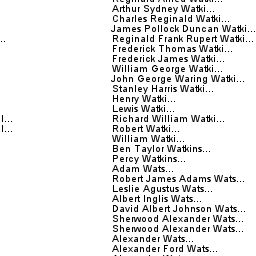 Arthur Sydney Watki...
Charles Reginald Watki...
James Pollock Duncan Watki...
... Reginald Frank Rupert Watki...
Frederick Thomas Watki...
Frederick James Watki...
William George Watki...
John George Waring Watki...
Stanley Harris Watki...
Henry Watki...
Lewis Watki...
l... Richard William Watki...
l... Robert Watki...
William Watki...
Ben Taylor Watkins...
Percy Watkins...
Adam Wats...
Robert James Adams Wats...
Leslie Agustus Wats...
Albert Inglis Wats...
David Albert Johnson Wats...
Sherwood Alexander Wats...
Sherwood Alexander Wats...
Alexander Wats...
Alexander Ford Wats...